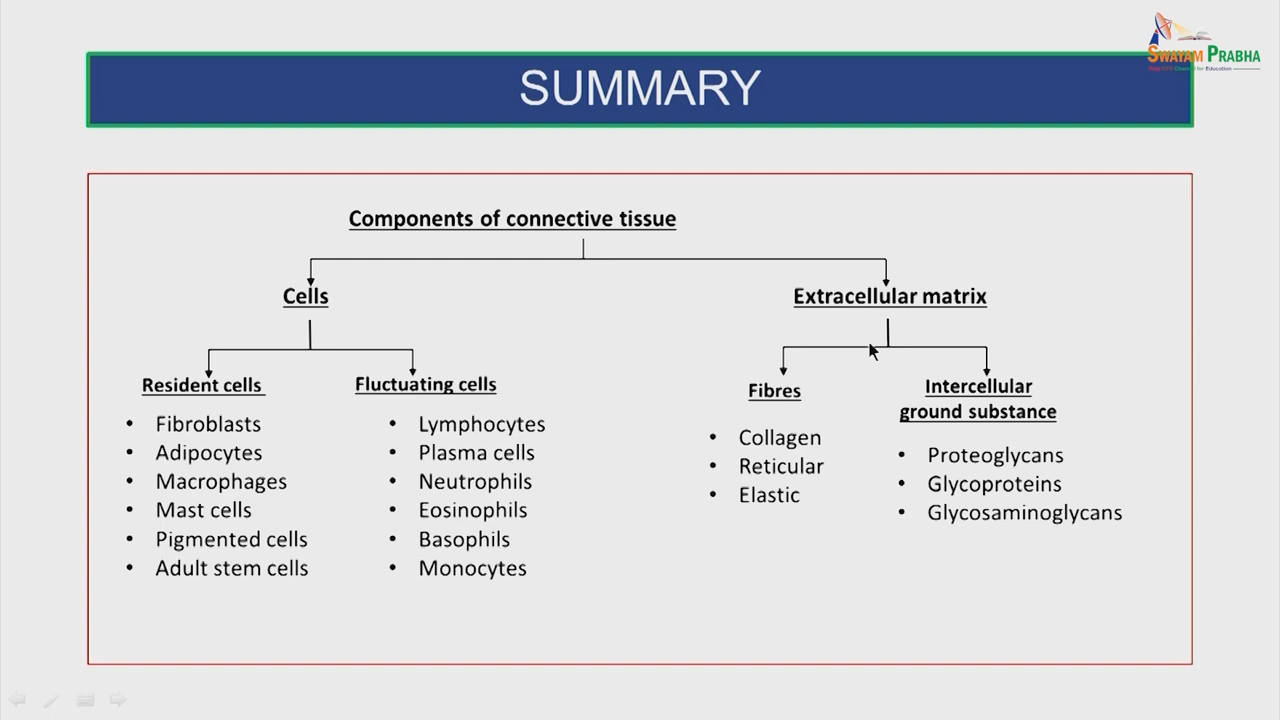 SWAYAM PRABHA
SUMMARY
Components of connective tissue
Cells
Extracellular matrix
Resident cells
• Fibroblasts
• Adipocytes
• Macrophages
• Mast cells
• Pigmented cells
• Adult stem cells
Fluctuating cells
• Lymphocytes
• Plasma cells
• Neutrophils
• Eosinophils
• Basophils
• Monocytes
Fibres
• Collagen
• Reticular
• Elastic
Intercellular
ground substance
• Proteoglycans
• Glycoproteins
• Glycosaminoglycans